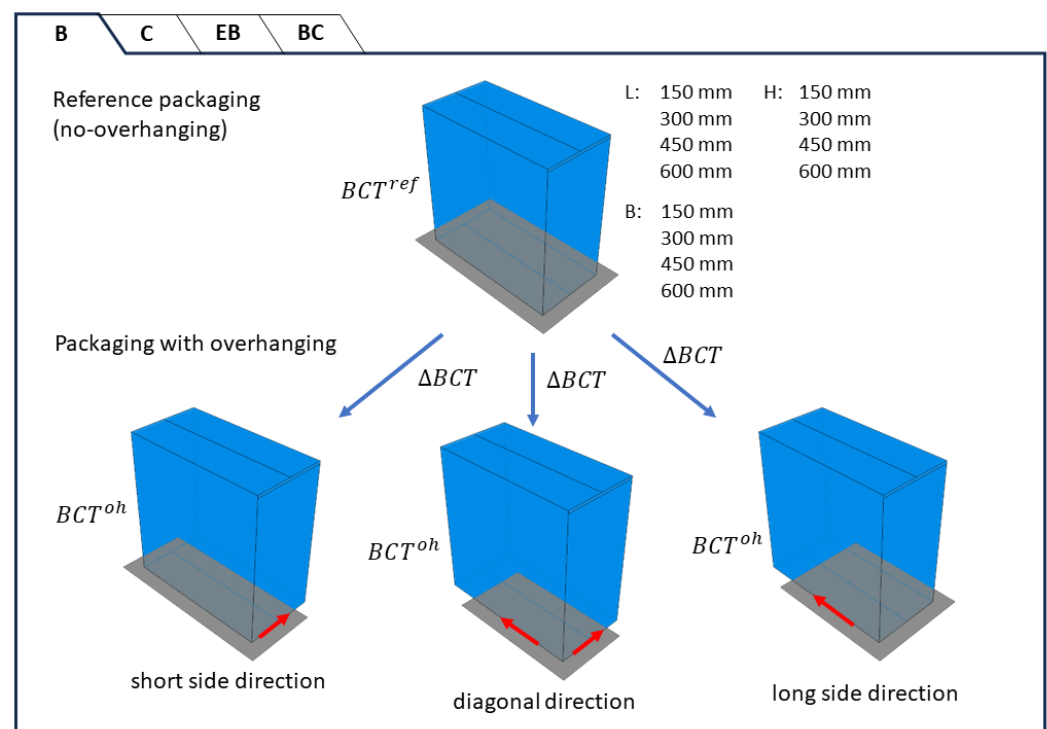 B C EB BC
Reference packaging
(no-overhanging)
L: 150 mm H: 150 mm
300 mm 300 mm
450 mm 450 mm
600 mm 600 mm
BCT^{ref}
B: 150 mm
300 mm
450 mm
600 mm
Packaging with overhanging
ΔBCT ΔBCT ΔBCT
BCT^{oh} BCT^{oh} BCT^{oh}
short side direction
diagonal direction
long side direction